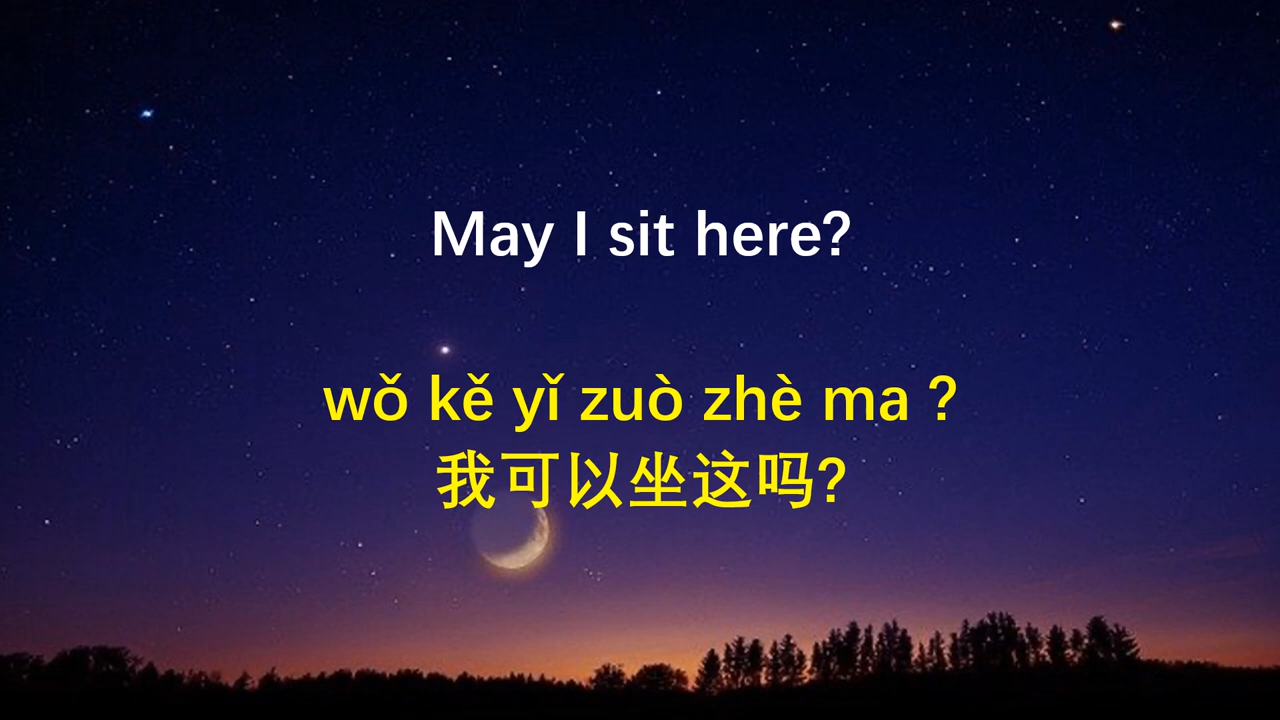 May I sit here?
wǒ kě yǐ zuò zhè ma ?
我可以坐这吗?